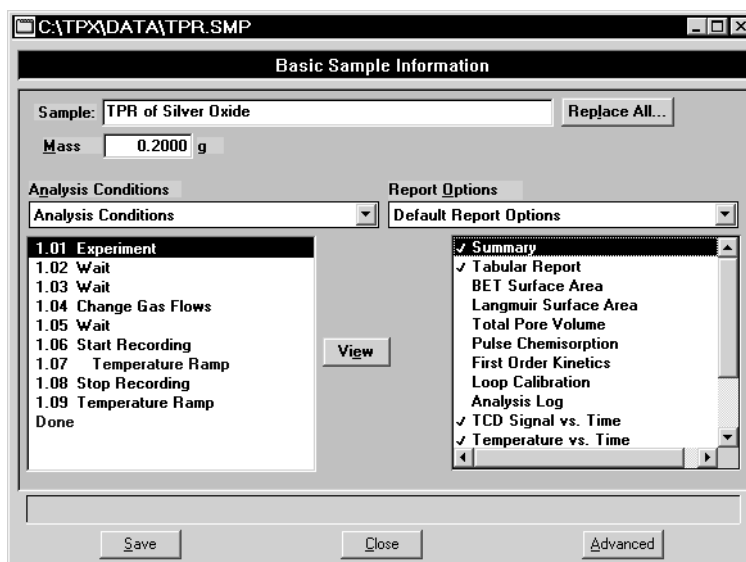 C:\TPX\DATA\TPR.SMP
Basic Sample Information
Sample: TPR of Silver Oxide Replace All...
Mass 0.2000 g
Analysis Conditions Report Options
Analysis Conditions Default Report Options
1.01 Experiment
1.02 Wait
1.03 Wait
1.04 Change Gas Flows
1.05 Wait
1.06 Start Recording
1.07 Temperature Ramp
1.08 Stop Recording
1.09 Temperature Ramp
Done
View
✓ Summary
✓ Tabular Report
BET Surface Area
Langmuir Surface Area
Total Pore Volume
Pulse Chemisorption
First Order Kinetics
Loop Calibration
Analysis Log
✓ TCD Signal vs. Time
✓ Temperature vs. Time
Save Close Advanced